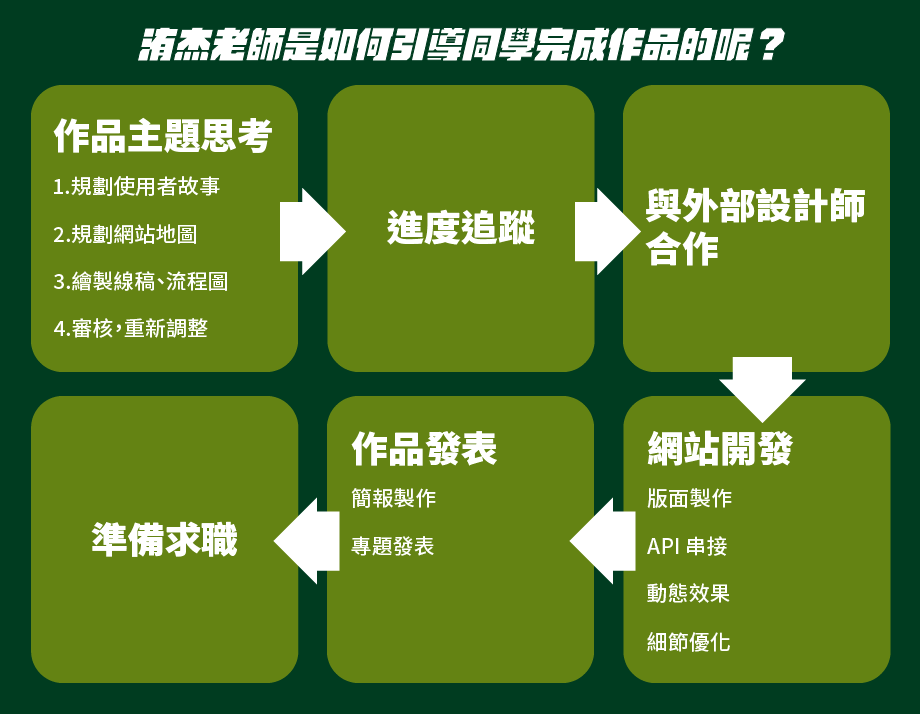 洧杰老師是如何引導同學完成作品的呢？
作品主題思考
1.規劃使用者故事
2.規劃網站地圖
3.繪製線稿、流程圖
4.審核，重新調整
進度追蹤
與外部設計師
合作
網站開發
版面製作
API 串接
動態效果
細節優化
作品發表
簡報製作
專題發表
準備求職